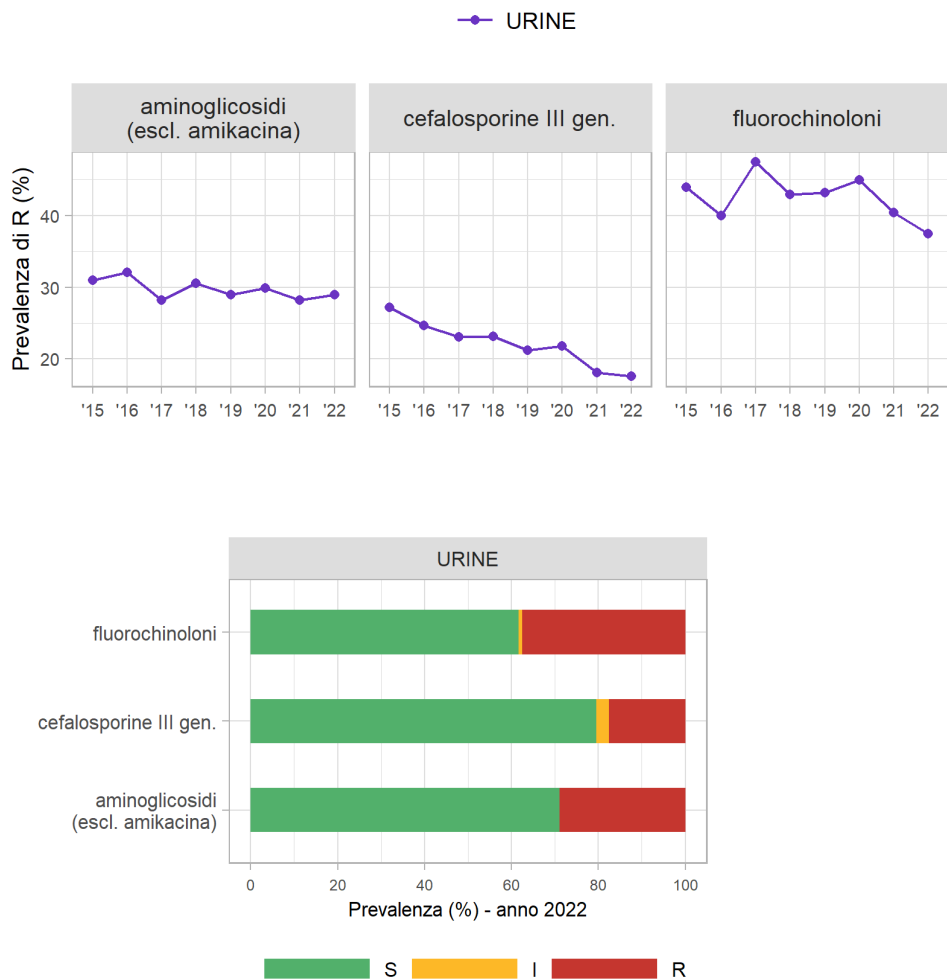 URINE
aminoglicosidi
(escl. amikacina)
cefalosporine III gen.
fluorochinoloni
Prevalenza di R (%)
40
30
20
'15 '16 '17 '18 '19 '20 '21 '22
'15 '16 '17 '18 '19 '20 '21 '22
'15 '16 '17 '18 '19 '20 '21 '22
URINE
fluorochinoloni
cefalosporine III gen.
aminoglicosidi
(escl. amikacina)
0 20 40 60 80 100
Prevalenza (%) - anno 2022
S I R